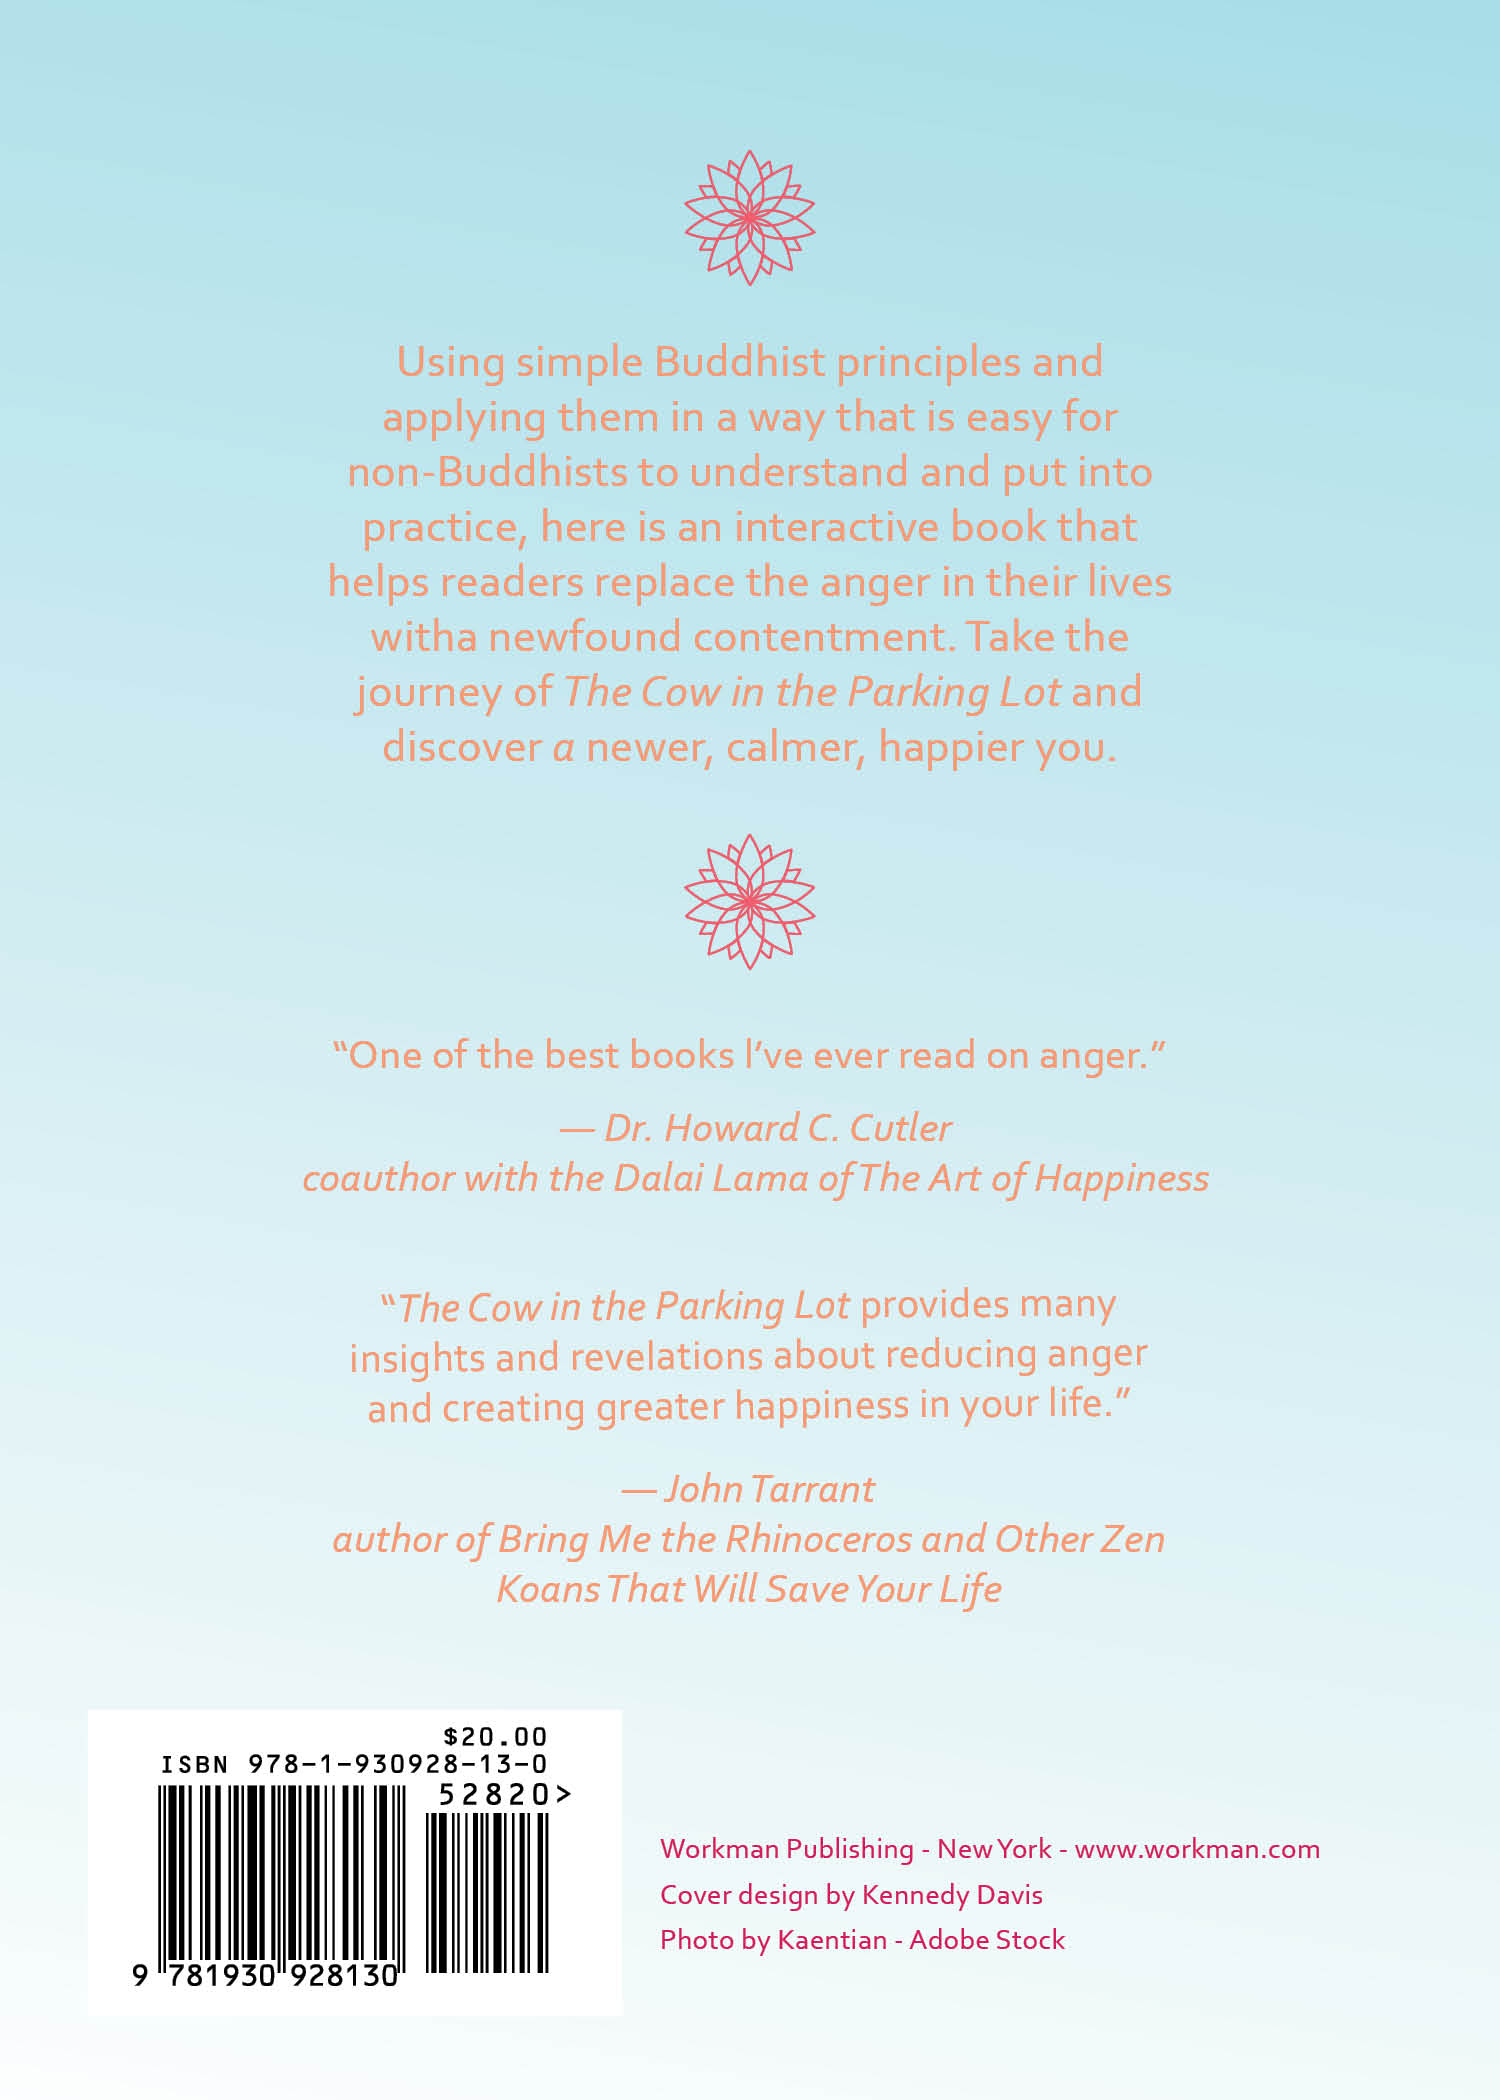 Using simple Buddhist principles and
applying them in a way that is easy for
non-Buddhists to understand and put into
practice, here is an interactive book that
helps readers replace the anger in their lives
witha newfound contentment. Take the
journey of The Cow in the Parking Lot and
discover a newer, calmer, happier you.
“One of the best books I’ve ever read on anger.”
— Dr. Howard C. Cutler
coauthor with the Dalai Lama of The Art of Happiness
“The Cow in the Parking Lot provides many
insights and revelations about reducing anger
and creating greater happiness in your life.”
— John Tarrant
author of Bring Me the Rhinoceros and Other Zen
Koans That Will Save Your Life
$20.00
ISBN 978-1-930928-13-0
52820>
9 781930 928130
Workman Publishing - New York - www.workman.com
Cover design by Kennedy Davis
Photo by Kaentian - Adobe Stock